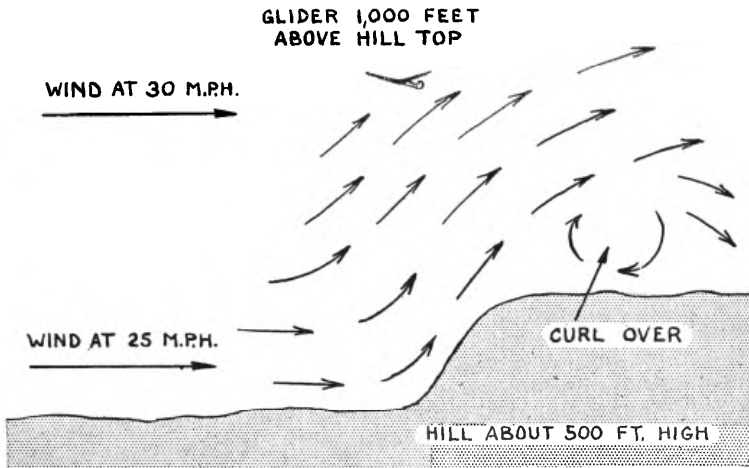 GLIDER 1,000 FEET
ABOVE HILL TOP
WIND AT 30 M.P.H.
WIND AT 25 M.P.H.
CURL OVER
HILL ABOUT 500 FT. HIGH